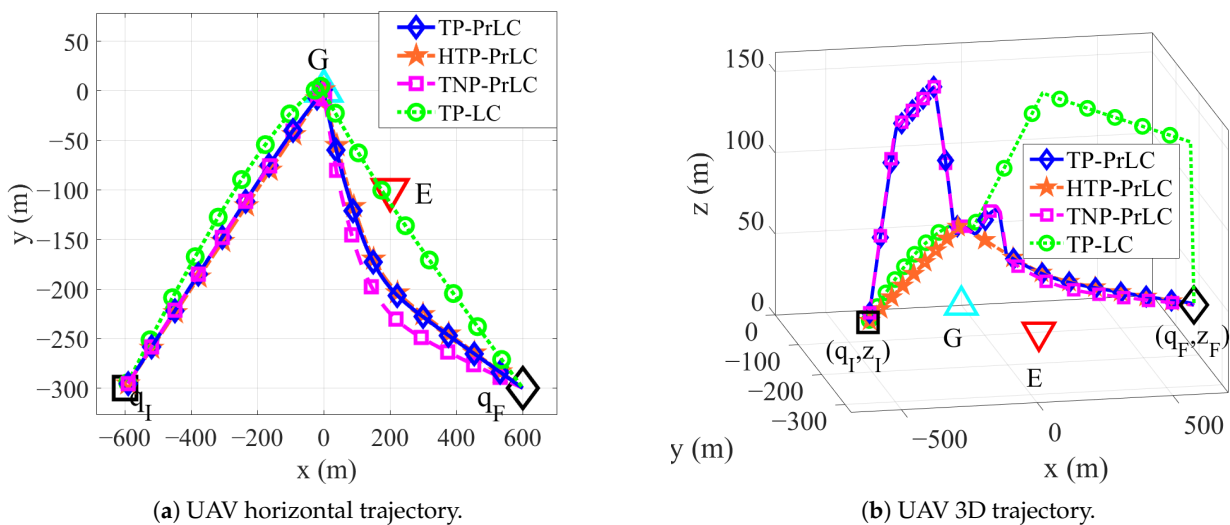 50
0
−50
−100
−150
−200
−250
−300
y (m)
−600 −400 −200 0 200 400 600
x (m)
G
E
q_I
q_F
TP-PrLC
HTP-PrLC
TNP-PrLC
TP-LC
(a) UAV horizontal trajectory.
150
100
50
0
z (m)
0
−100
−200
−300
y (m)
−500 0 500
x (m)
TP-PrLC
HTP-PrLC
TNP-PrLC
TP-LC
(q_I,z_I)
G
E
(q_F,z_F)
(b) UAV 3D trajectory.